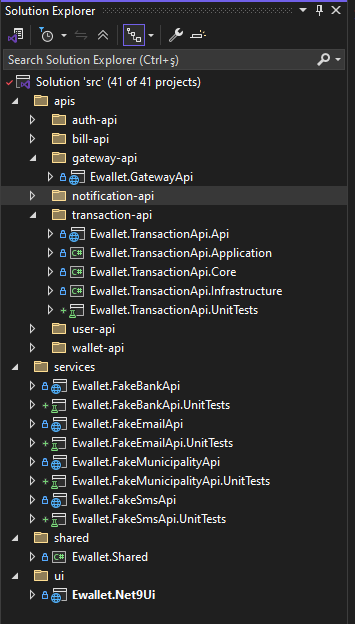 Solution Explorer
Search Solution Explorer (Ctrl+ş)
Solution 'src' (41 of 41 projects)
apis
auth-api
bill-api
gateway-api
Ewallet.GatewayApi
notification-api
transaction-api
Ewallet.TransactionApi.Api
Ewallet.TransactionApi.Application
Ewallet.TransactionApi.Core
Ewallet.TransactionApi.Infrastructure
Ewallet.TransactionApi.UnitTests
user-api
wallet-api
services
Ewallet.FakeBankApi
Ewallet.FakeBankApi.UnitTests
Ewallet.FakeEmailApi
Ewallet.FakeEmailApi.UnitTests
Ewallet.FakeMunicipalityApi
Ewallet.FakeMunicipalityApi.UnitTests
Ewallet.FakeSmsApi
Ewallet.FakeSmsApi.UnitTests
shared
Ewallet.Shared
ui
Ewallet.Net9Ui